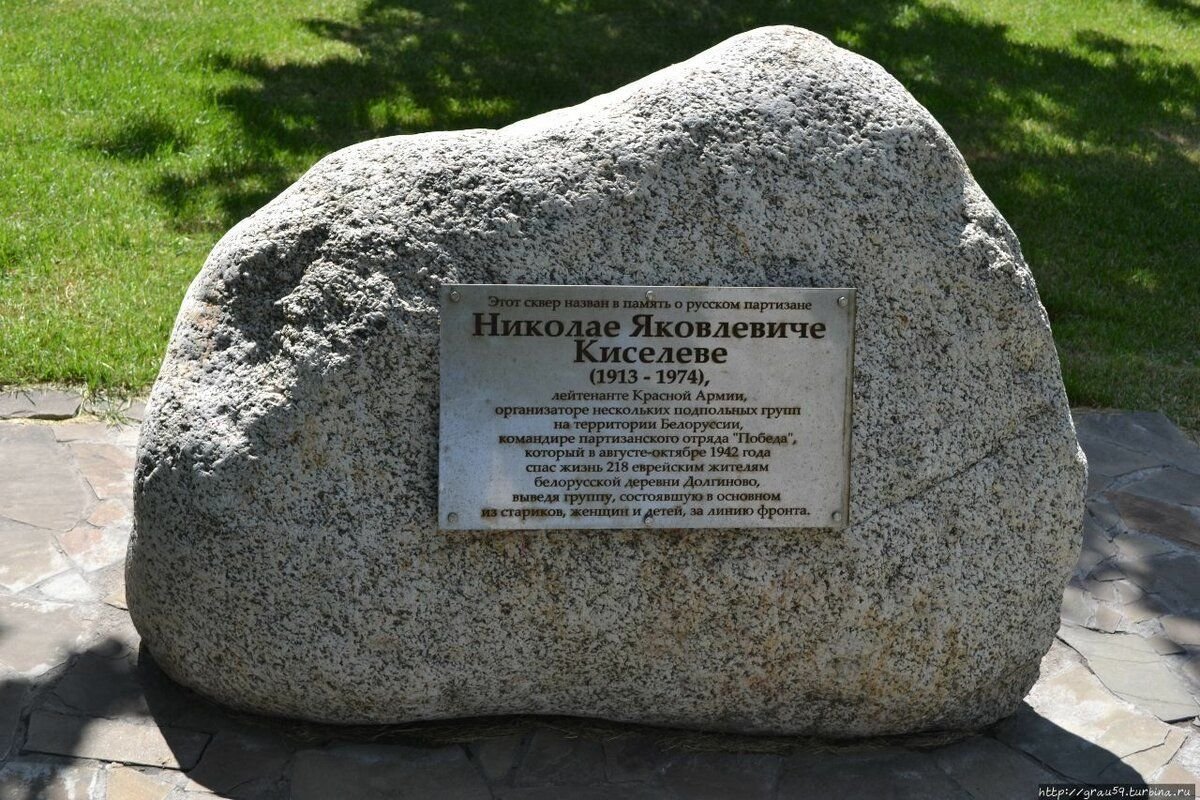 Этот сквер назван в память о русском партизане
Николае Яковлевиче
Киселеве
(1913 - 1974),
лейтенанте Красной Армии,
организаторе нескольких подпольных групп
на территории Белоруссии,
командире партизанского отряда "Победа",
который в августе-октябре 1942 года
спас жизнь 218 еврейским жителям
белорусской деревни Долгиново,
выведя группу, состоявшую в основном
из стариков, женщин и детей, за линию фронта.
http://grau59.turbina.ru